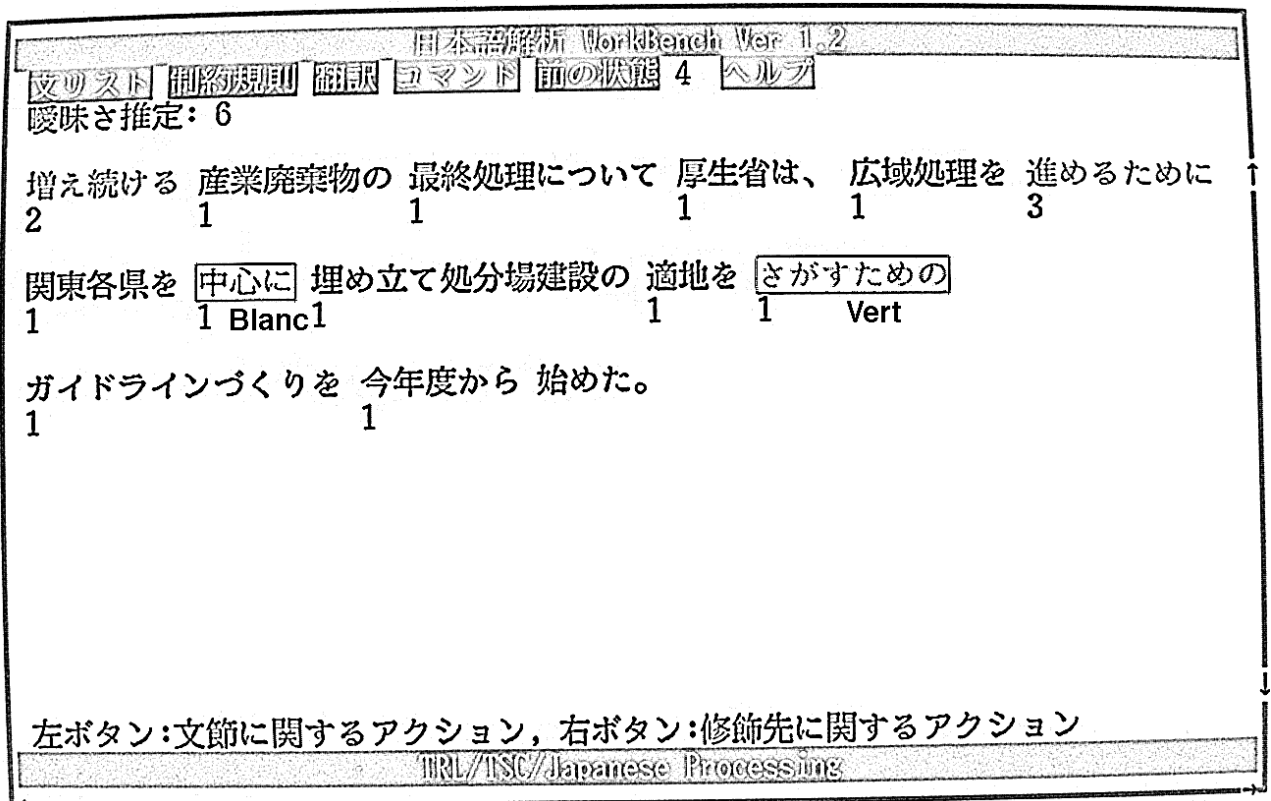 日本語解析 WorkBench Ver 1.2
文リスト 制約規則 翻訳 コマンド 前の状態 4 ヘルプ
曖昧さ推定: 6
増え続ける 産業廃棄物の 最終処理について 厚生省は、 広域処理を 進めるために
2 1 1 1 1 3
関東各県を 中心に 埋め立て処分場建設の 適地を さがすための
1 1 Blanc 1 1 1 Vert
ガイドラインづくりを 今年度から 始めた。
1 1
左ボタン:文節に関するアクション, 右ボタン:修飾先に関するアクション
TRL/TSC/Japanese Processing